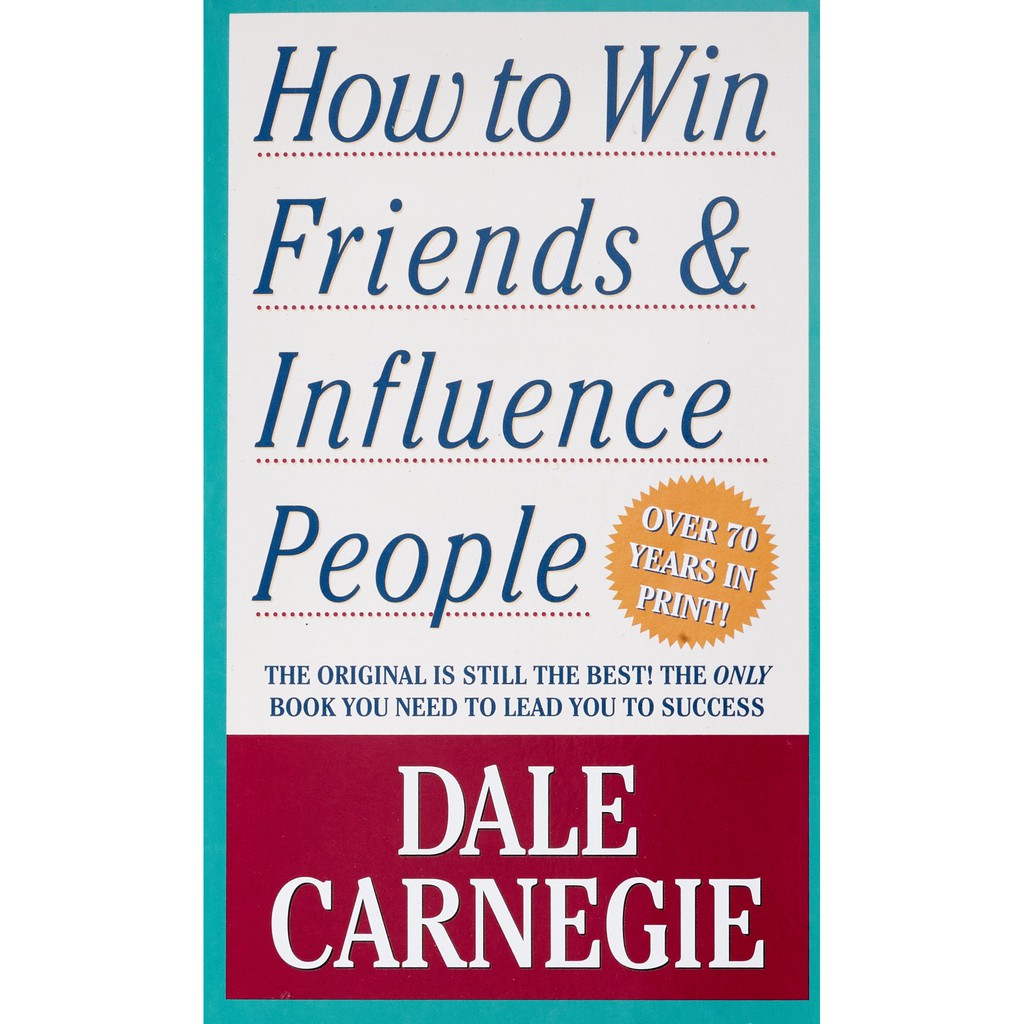 How to Win
Friends &
Influence
People
OVER 70
YEARS IN
PRINT!
THE ORIGINAL IS STILL THE BEST! THE ONLY
BOOK YOU NEED TO LEAD YOU TO SUCCESS
DALE
CARNEGIE